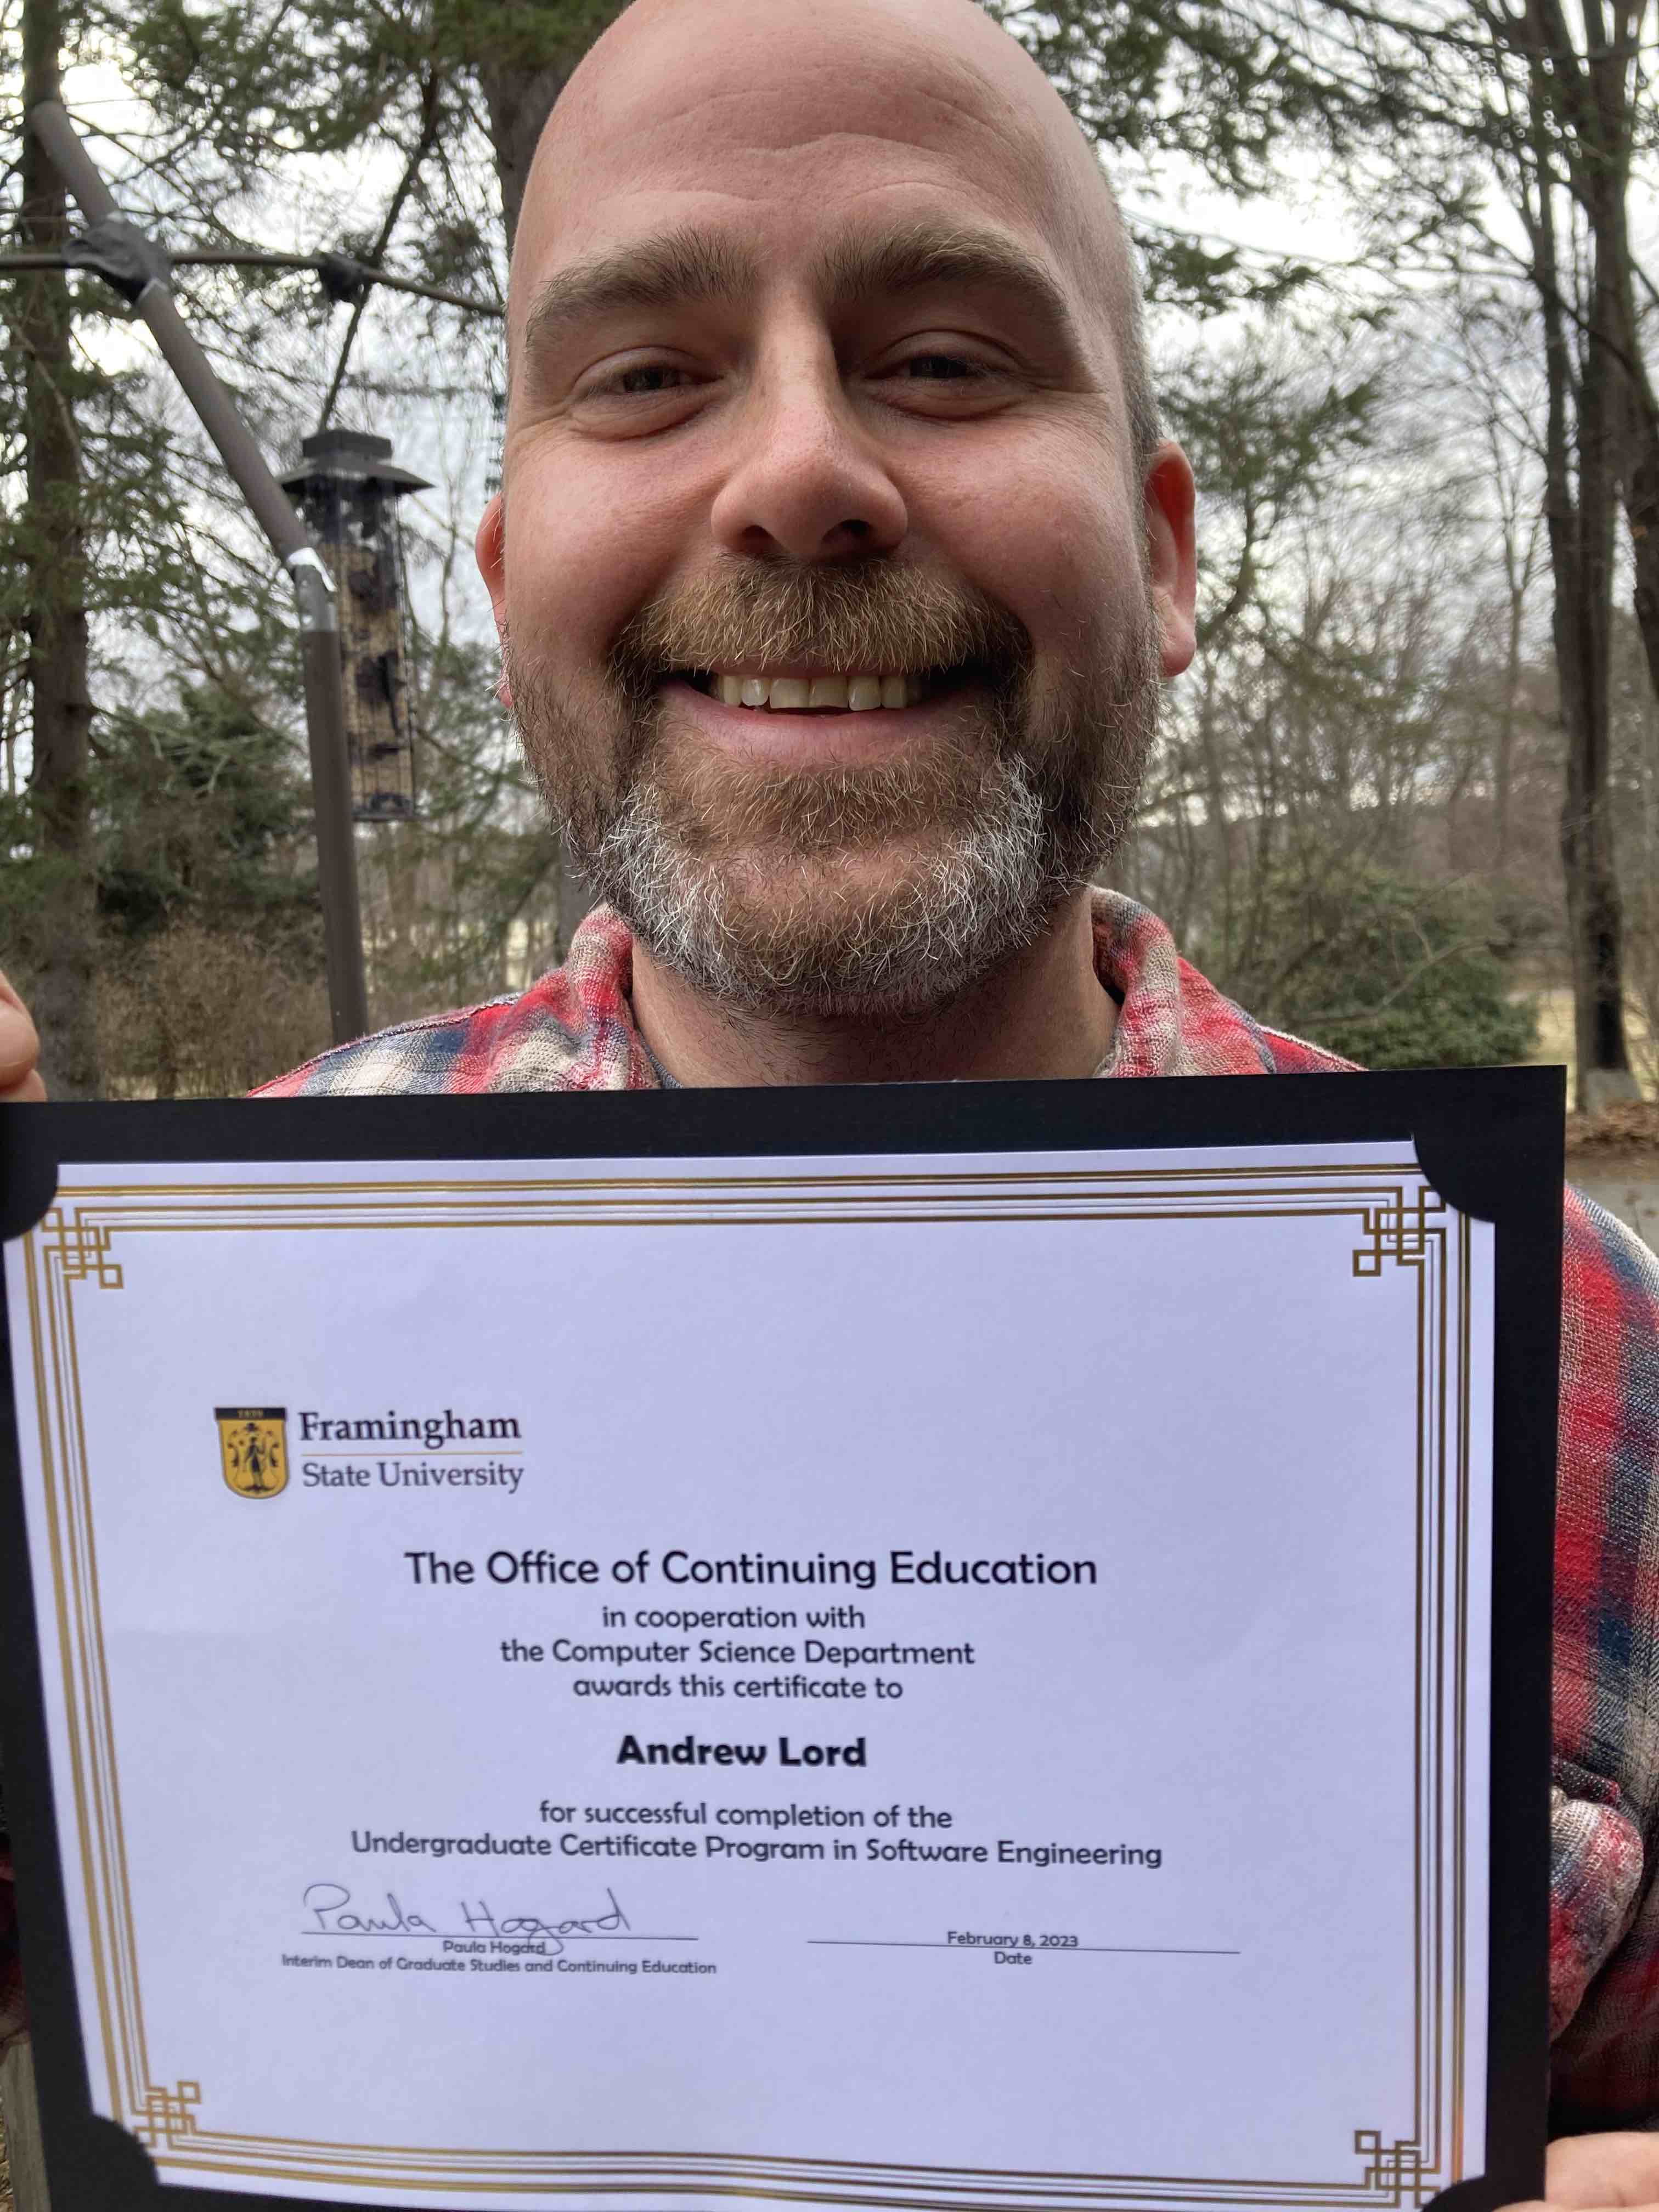 1839
Framingham
State University
The Office of Continuing Education
in cooperation with
the Computer Science Department
awards this certificate to
Andrew Lord
for successful completion of the
Undergraduate Certificate Program in Software Engineering
Paula Hogard
Paula Hogard
Interim Dean of Graduate Studies and Continuing Education
February 8, 2023
Date